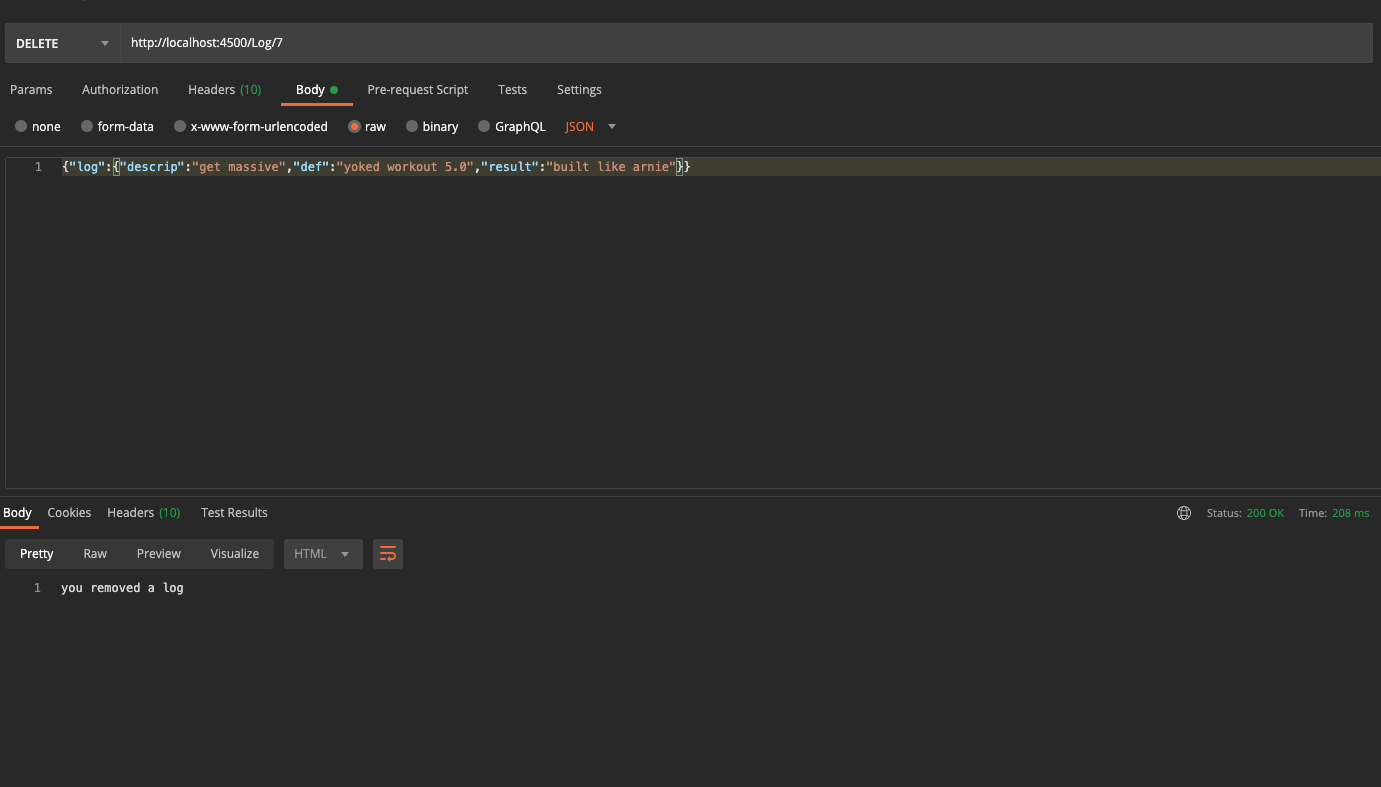 DELETE http://localhost:4500/Log/7
Params Authorization Headers (10) Body Pre-request Script Tests Settings
none form-data x-www-form-urlencoded raw binary GraphQL JSON
1 {"log":{"descrip":"get massive","def":"yoked workout 5.0","result":"built like arnie"}}
Body Cookies Headers (10) Test Results Status: 200 OK Time: 208 ms
Pretty Raw Preview Visualize HTML
1 you removed a log